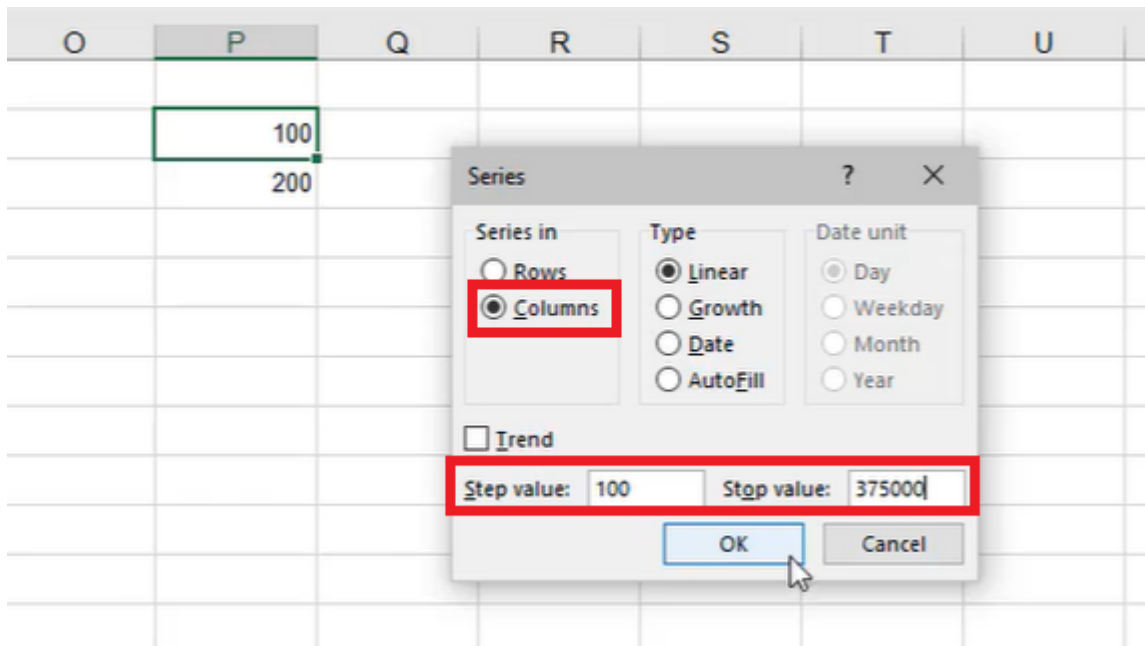 O P Q R S T U
100
200
Series ? ✕
Series in Type Date unit
Rows Linear Day
Columns Growth Weekday
Date Month
AutoFill Year
Trend
Step value: 100 Stop value: 375000
OK Cancel